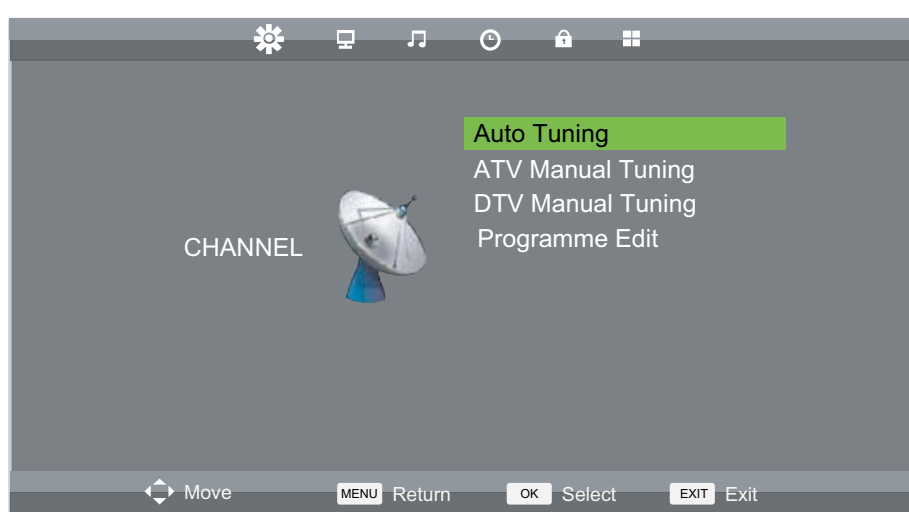 Auto Tuning
ATV Manual Tuning
DTV Manual Tuning
CHANNEL
Programme Edit
Move MENU Return OK Select EXIT Exit